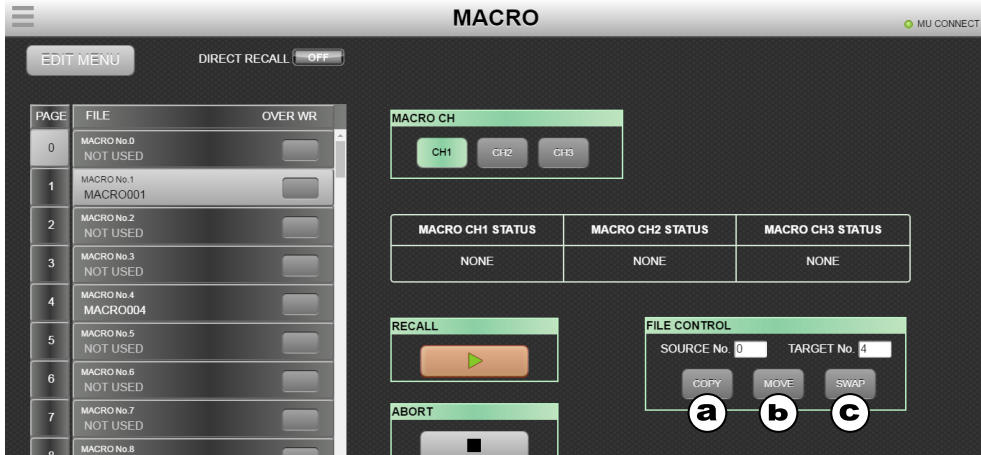 MACRO
MU CONNECT
EDIT MENU
DIRECT RECALL OFF
PAGE FILE OVER WR
0 MACRO No.0
NOT USED
1 MACRO No.1
MACRO001
2 MACRO No.2
NOT USED
3 MACRO No.3
NOT USED
4 MACRO No.4
MACRO004
5 MACRO No.5
NOT USED
6 MACRO No.6
NOT USED
7 MACRO No.7
NOT USED
8 MACRO No.8
MACRO CH
CH1 CH2 CH3
MACRO CH1 STATUS MACRO CH2 STATUS MACRO CH3 STATUS
NONE NONE NONE
RECALL
ABORT
FILE CONTROL
SOURCE No. 0 TARGET No. 4
COPY MOVE SWAP
a b c